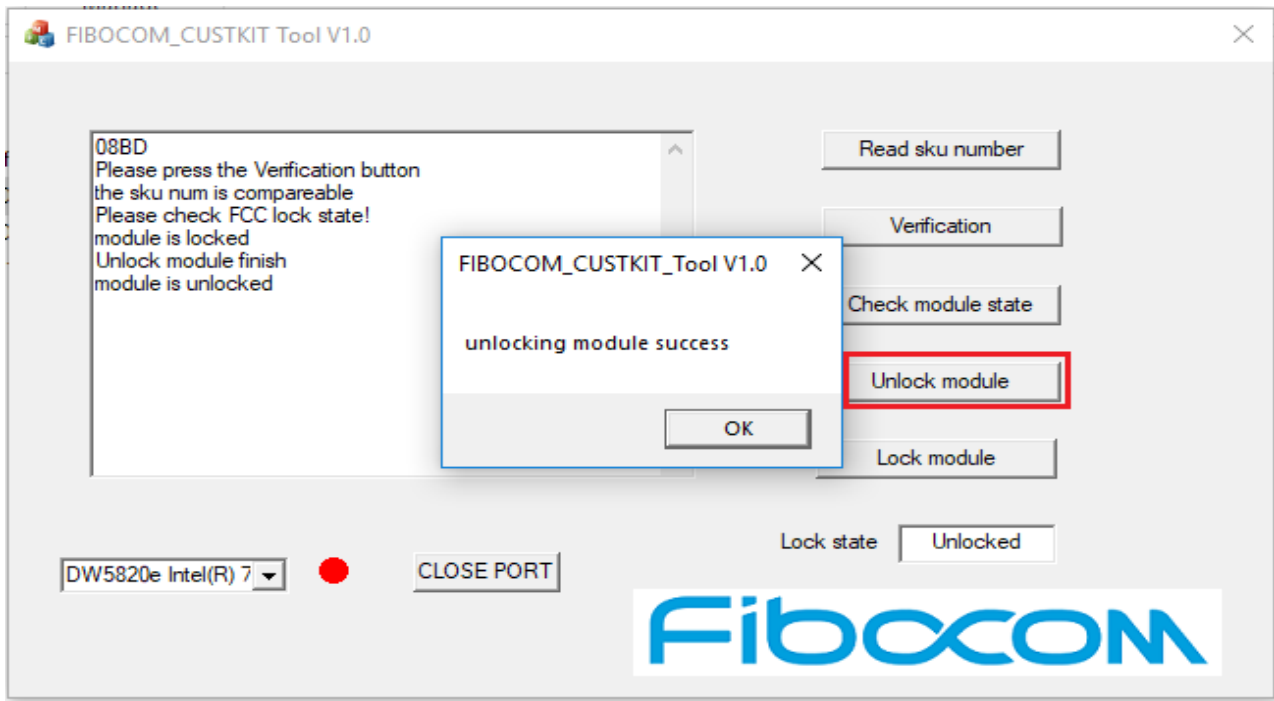 FIBOCOM_CUSTKIT Tool V1.0
08BD
Please press the Verification button
the sku num is compareable
Please check FCC lock state!
module is locked
Unlock module finish
module is unlocked
FIBOCOM_CUSTKIT_Tool V1.0
unlocking module success
OK
Read sku number
Verification
Check module state
Unlock module
Lock module
Lock state
Unlocked
DW5820e Intel(R) 7
CLOSE PORT
Fibocom